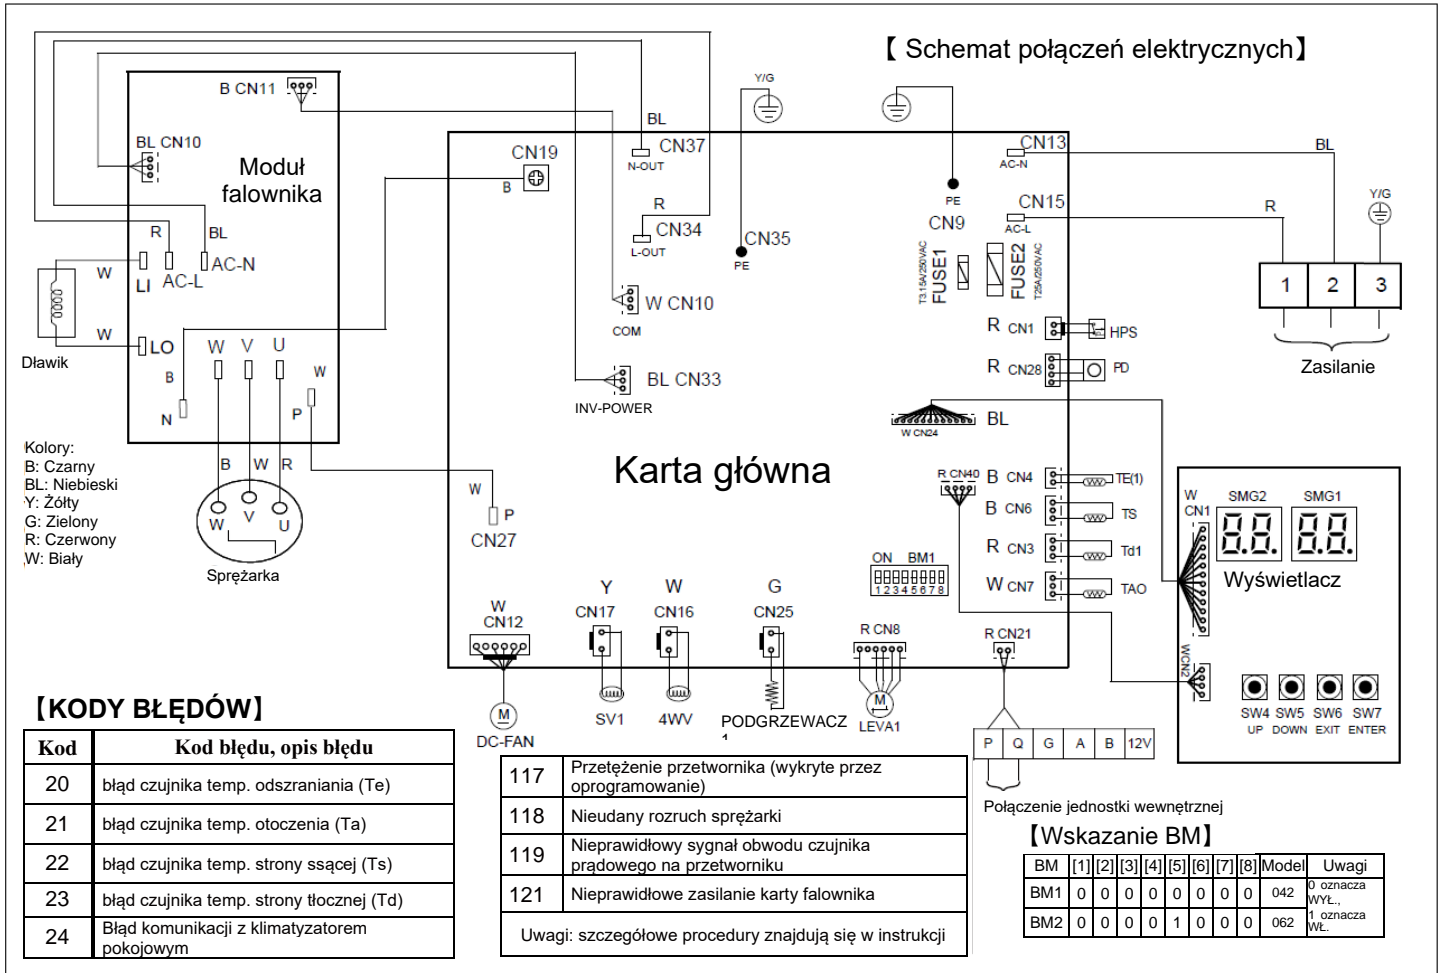 【 Schemat połączeń elektrycznych】
Y/G
B CN11
BL
CN37
N-OUT
CN13
AC-N
BL
BL CN10
Moduł
falownika
CN19
B
R
CN34
L-OUT
CN35
PE
PE
CN9
CN15
AC-L
R
Y/G
R
BL
LI
AC-L
AC-N
W
W
LO
Dławik
T3.15A/250VAC
FUSE1
FUSE2
T25A/250VAC
1
2
3
Zasilanie
W CN10
COM
R CN1
HPS
R CN28
PD
W
V
U
W
B
N
P
BL CN33
INV-POWER
W CN24
BL
Kolory:
B: Czarny
BL: Niebieski
Y: Żółty
G: Zielony
R: Czerwony
W: Biały
B
W
R
W
V
U
Sprężarka
W
P
CN27
Karta główna
R CN40
B CN4
TE(1)
B CN6
TS
R CN3
Td1
W CN7
TAO
ON BM1
1 2 3 4 5 6 7 8
W
CN1
SMG2
SMG1
8.8.
8.8.
Wyświetlacz
WCN2
SW4
SW5
SW6
SW7
UP
DOWN
EXIT
ENTER
W
CN12
M
DC-FAN
Y
CN17
SV1
W
CN16
4WV
G
CN25
PODGRZEWACZ
1
R CN8
M
LEVA1
R CN21
P
Q
G
A
B
12V
Połączenie jednostki wewnętrznej
【KODY BŁĘDÓW】
Kod Kod błędu, opis błędu
20 błąd czujnika temp. odszraniania (Te)
21 błąd czujnika temp. otoczenia (Ta)
22 błąd czujnika temp. strony ssącej (Ts)
23 błąd czujnika temp. strony tłocznej (Td)
24 Błąd komunikacji z klimatyzatorem
pokojowym
117 Przetężenie przetwornika (wykryte przez
oprogramowanie)
118 Nieudany rozruch sprężarki
119 Nieprawidłowy sygnał obwodu czujnika
prądowego na przetworniku
121 Nieprawidłowe zasilanie karty falownika
Uwagi: szczegółowe procedury znajdują się w instrukcji
【Wskazanie BM】
BM [1] [2] [3] [4] [5] [6] [7] [8] Model Uwagi
BM1 0 0 0 0 0 0 0 0 042
BM2 0 0 0 0 1 0 0 0 062
0 oznacza
WYŁ.,
1 oznacza
WŁ.